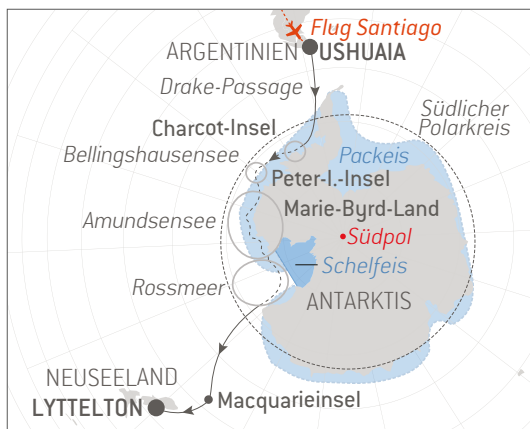 Flug Santiago
ARGENTINIEN USHUAIA
Drake-Passage
Südlicher
Polarkreis
Charcot-Insel
Bellingshausensee
Packeis
Peter-I.-Insel
Marie-Byrd-Land
Amundsensee
Südpol
Schelfeis
Rossmeer
ANTARKTIS
NEUSEELAND
LYTTELTON
Macquarieinsel